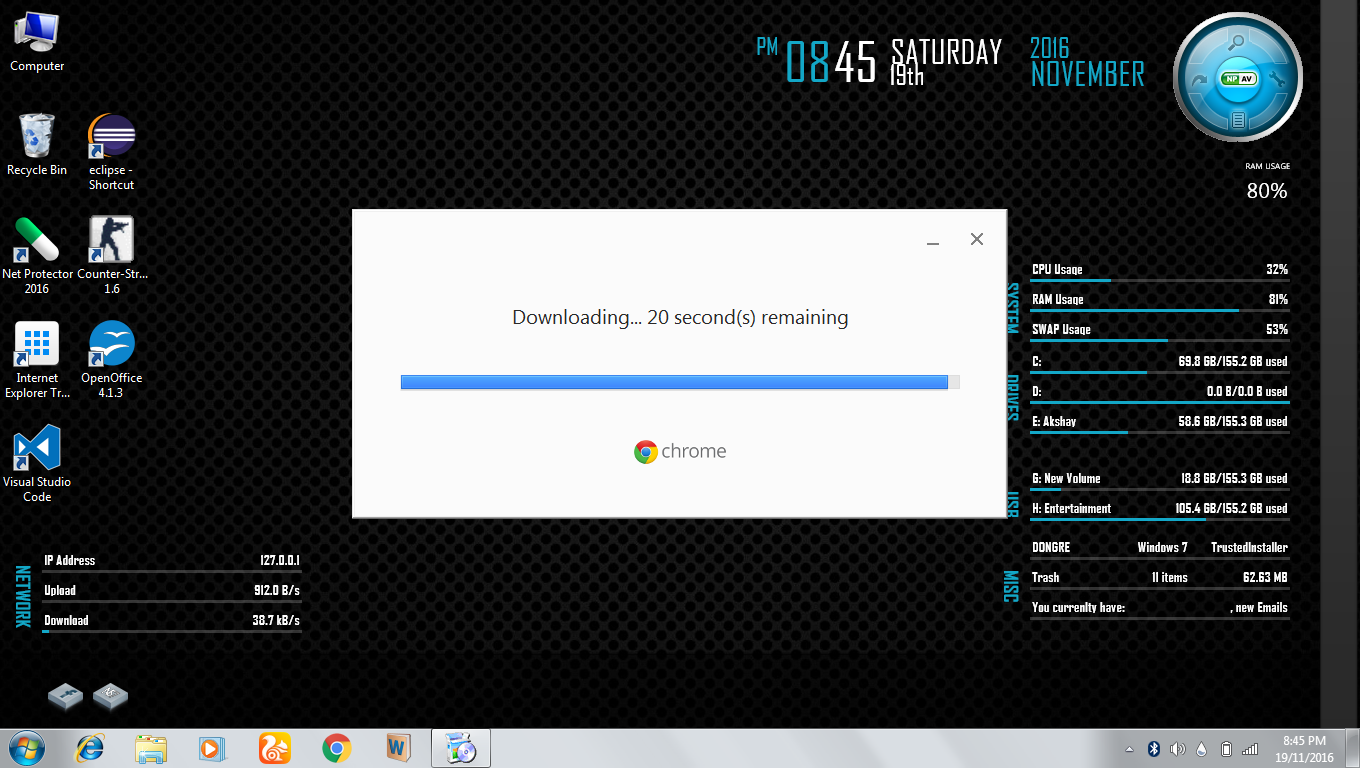 Computer
Recycle Bin
eclipse -
Shortcut
Net Protector
2016
Counter-Str...
1.6
Internet
Explorer Tr...
OpenOffice
4.1.3
Visual Studio
Code
PM 08 45 SATURDAY
19th
2016
NOVEMBER
NP AV
RAM USAGE
80%
Downloading... 20 second(s) remaining
chrome
SYSTEM
CPU Usage 32%
RAM Usage 81%
SWAP Usage 53%
DRIVES
C: 69.8 GB/155.2 GB used
D: 0.0 B/0.0 B used
E: Akshay 58.6 GB/155.3 GB used
USB
G: New Volume 18.8 GB/155.3 GB used
H: Entertainment 105.4 GB/155.2 GB used
MISC
DONGRE Windows 7 TrustedInstaller
Trash 11 items 62.63 MB
You currenlty have: , new Emails
NETWORK
IP Address 127.0.0.1
Upload 912.0 B/s
Download 38.7 kB/s
W
8:45 PM
19/11/2016